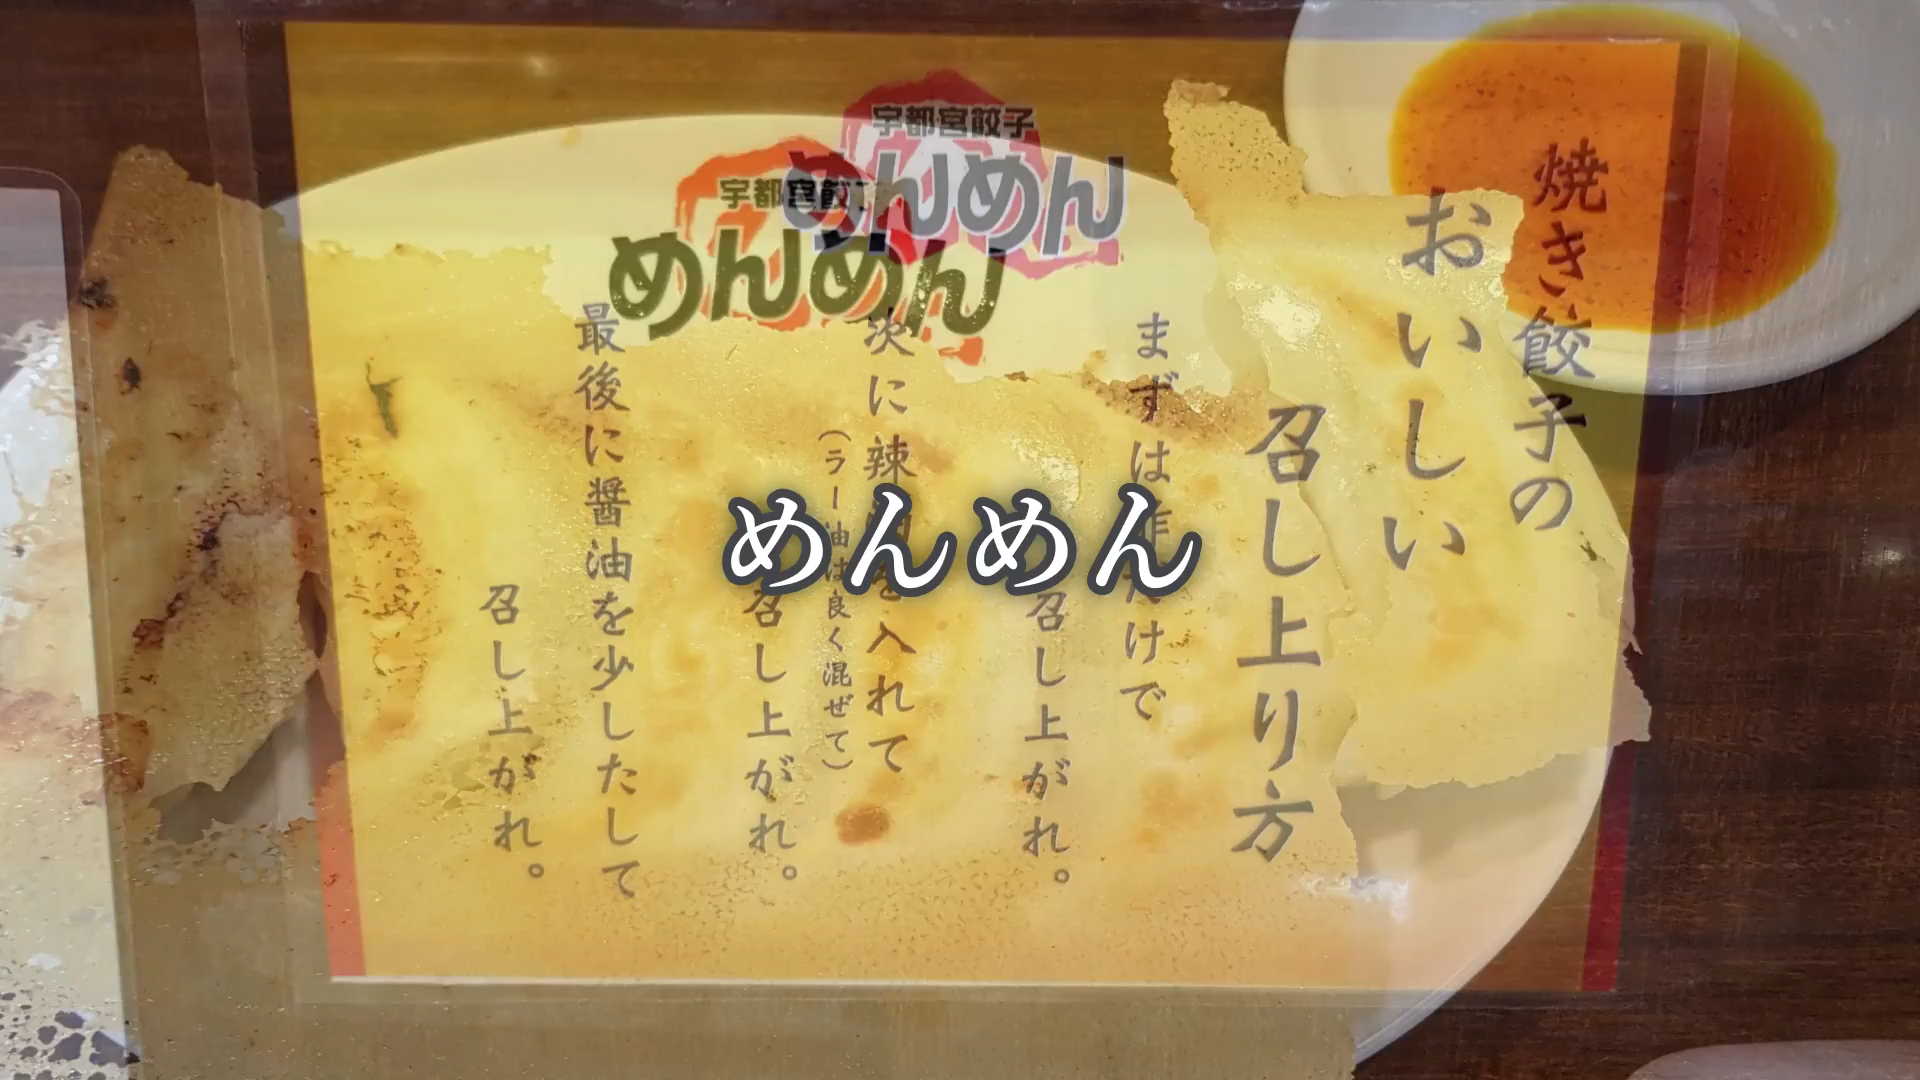 宇都宮餃子
めんめん
宇都宮餃子
めんめん
焼き餃子の
おいしい
召し上り方
まずは
けで
召し上がれ。
次に辣
を入れて
(ラー油は良く混ぜて)
召し上がれ。
最後に醤油を少したして
召し上がれ。
めんめん